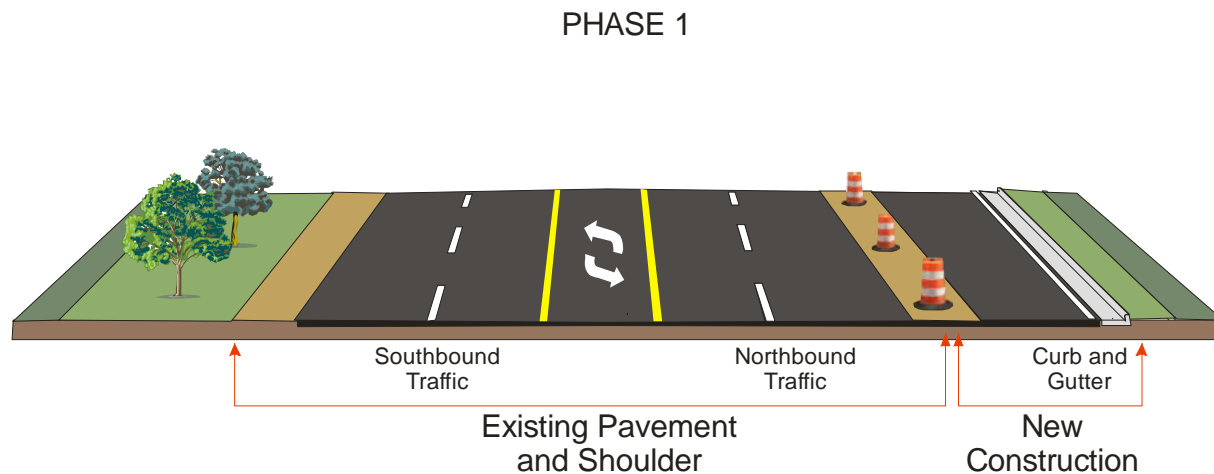 PHASE 1
Southbound
Traffic
Northbound
Traffic
Curb and
Gutter
Existing Pavement
and Shoulder
New
Construction